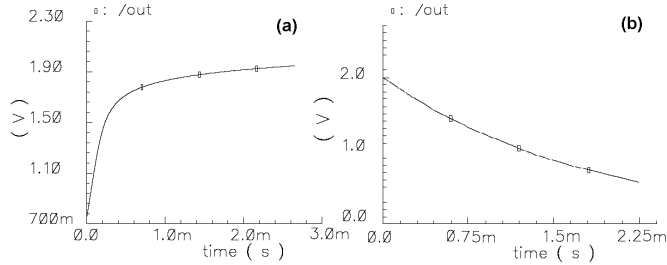 ▯: /out
(a)
2.3Ø
1.9Ø
1.5Ø
1.1Ø
7ØØm
( V )
Ø.Ø
1.Øm
2.Øm
3.Øm
time ( s )
▯: /out
(b)
2.Ø
1.Ø
Ø.Ø
( V )
Ø.Ø
Ø.75m
1.5m
2.25m
time ( s )